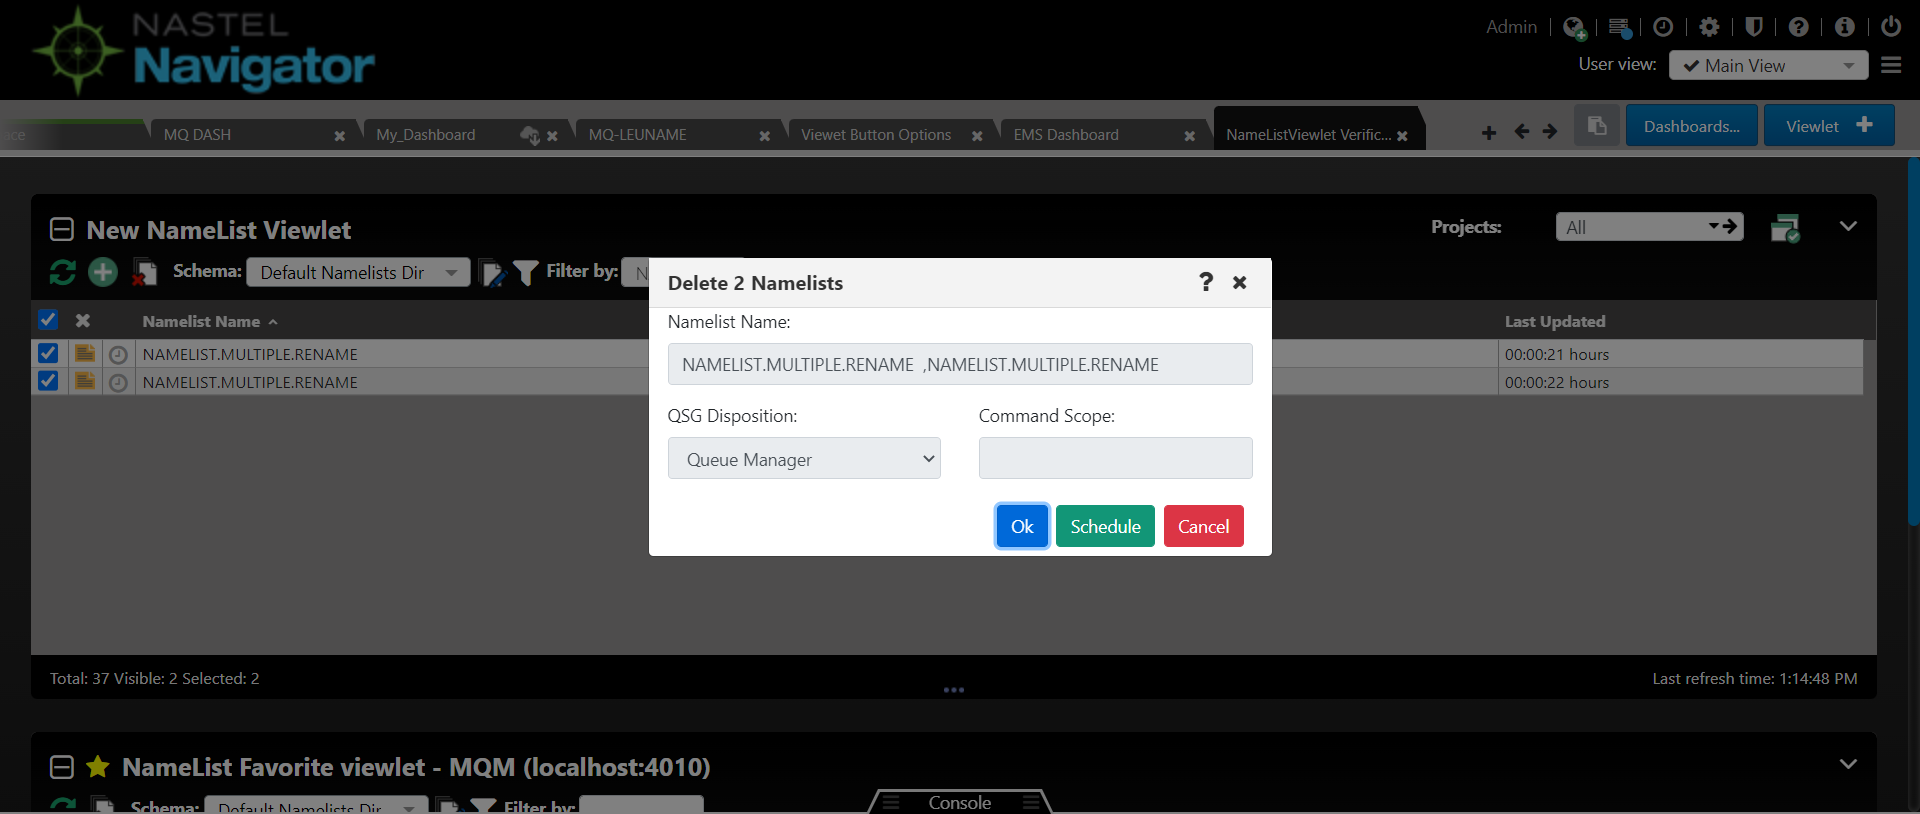 NASTEL
Navigator
Admin
User view: Main View
ace
MQ DASH
My_Dashboard
MQ-LEUNAME
Viewet Button Options
EMS Dashboard
NameListViewlet Verific...
Dashboards...
Viewlet
New NameList Viewlet
Projects: All
Schema: Default Namelists Dir
Filter by: N
Namelist Name
Last Updated
NAMELIST.MULTIPLE.RENAME
00:00:21 hours
NAMELIST.MULTIPLE.RENAME
00:00:22 hours
Delete 2 Namelists
Namelist Name:
NAMELIST.MULTIPLE.RENAME ,NAMELIST.MULTIPLE.RENAME
QSG Disposition:
Command Scope:
Queue Manager
Ok
Schedule
Cancel
Total: 37 Visible: 2 Selected: 2
Last refresh time: 1:14:48 PM
NameList Favorite viewlet - MQM (localhost:4010)
Schema: Default Namelists Dir
Filter by:
Console